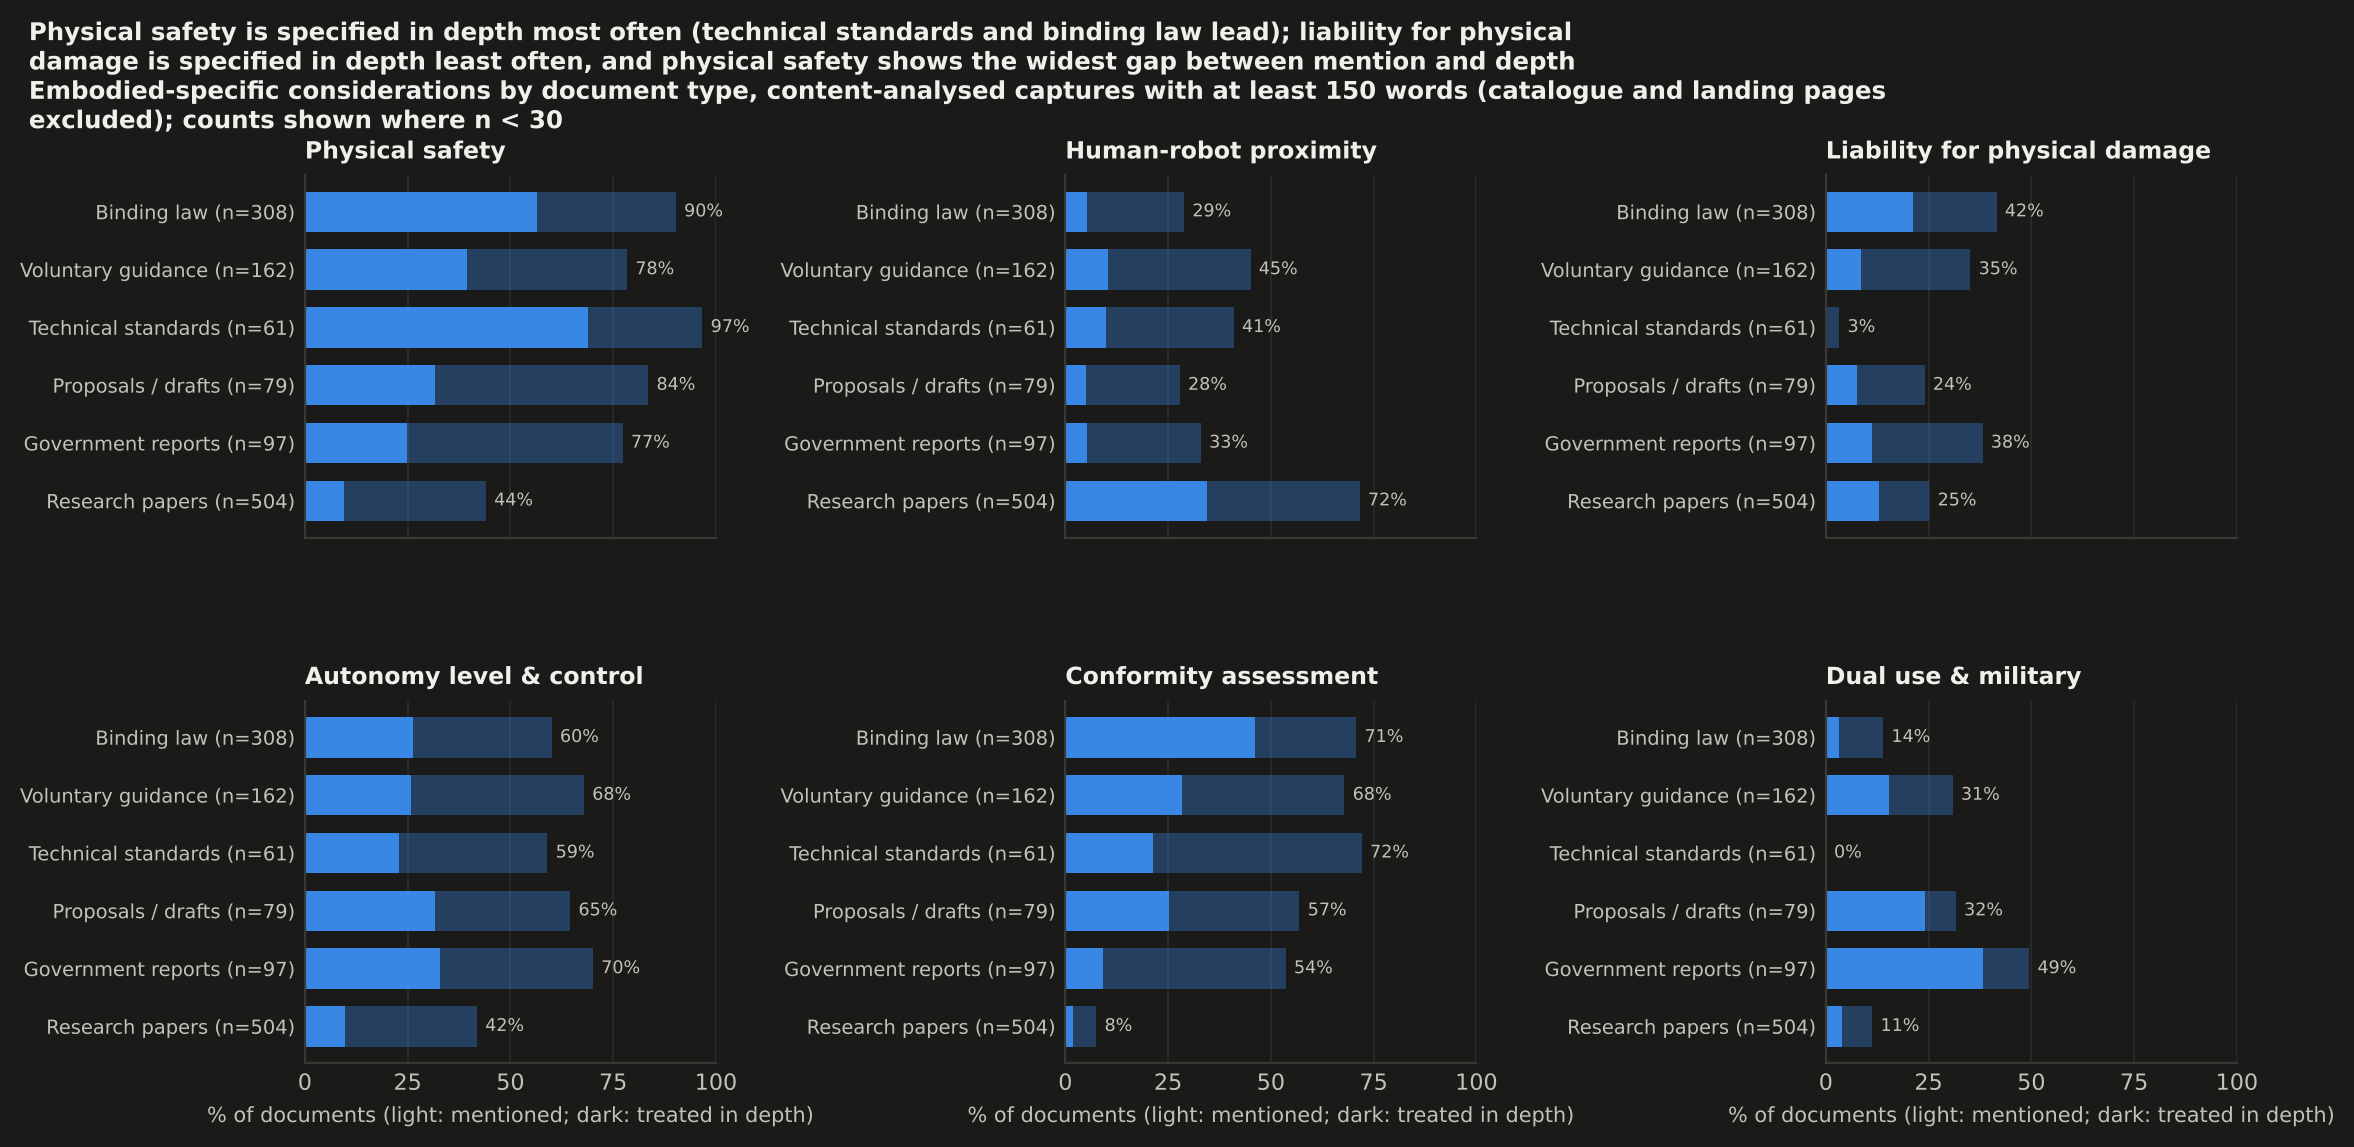 Physical safety is specified in depth most often (technical standards and binding law lead); liability for physical
damage is specified in depth least often, and physical safety shows the widest gap between mention and depth
Embodied-specific considerations by document type, content-analysed captures with at least 150 words (catalogue and landing pages
excluded); counts shown where n < 30
Physical safety
Binding law (n=308) 90%
Voluntary guidance (n=162) 78%
Technical standards (n=61) 97%
Proposals / drafts (n=79) 84%
Government reports (n=97) 77%
Research papers (n=504) 44%
Human-robot proximity
Binding law (n=308) 29%
Voluntary guidance (n=162) 45%
Technical standards (n=61) 41%
Proposals / drafts (n=79) 28%
Government reports (n=97) 33%
Research papers (n=504) 72%
Liability for physical damage
Binding law (n=308) 42%
Voluntary guidance (n=162) 35%
Technical standards (n=61) 3%
Proposals / drafts (n=79) 24%
Government reports (n=97) 38%
Research papers (n=504) 25%
Autonomy level & control
Binding law (n=308) 60%
Voluntary guidance (n=162) 68%
Technical standards (n=61) 59%
Proposals / drafts (n=79) 65%
Government reports (n=97) 70%
Research papers (n=504) 42%
0 25 50 75 100
% of documents (light: mentioned; dark: treated in depth)
Conformity assessment
Binding law (n=308) 71%
Voluntary guidance (n=162) 68%
Technical standards (n=61) 72%
Proposals / drafts (n=79) 57%
Government reports (n=97) 54%
Research papers (n=504) 8%
0 25 50 75 100
% of documents (light: mentioned; dark: treated in depth)
Dual use & military
Binding law (n=308) 14%
Voluntary guidance (n=162) 31%
Technical standards (n=61) 0%
Proposals / drafts (n=79) 32%
Government reports (n=97) 49%
Research papers (n=504) 11%
0 25 50 75 100
% of documents (light: mentioned; dark: treated in depth)